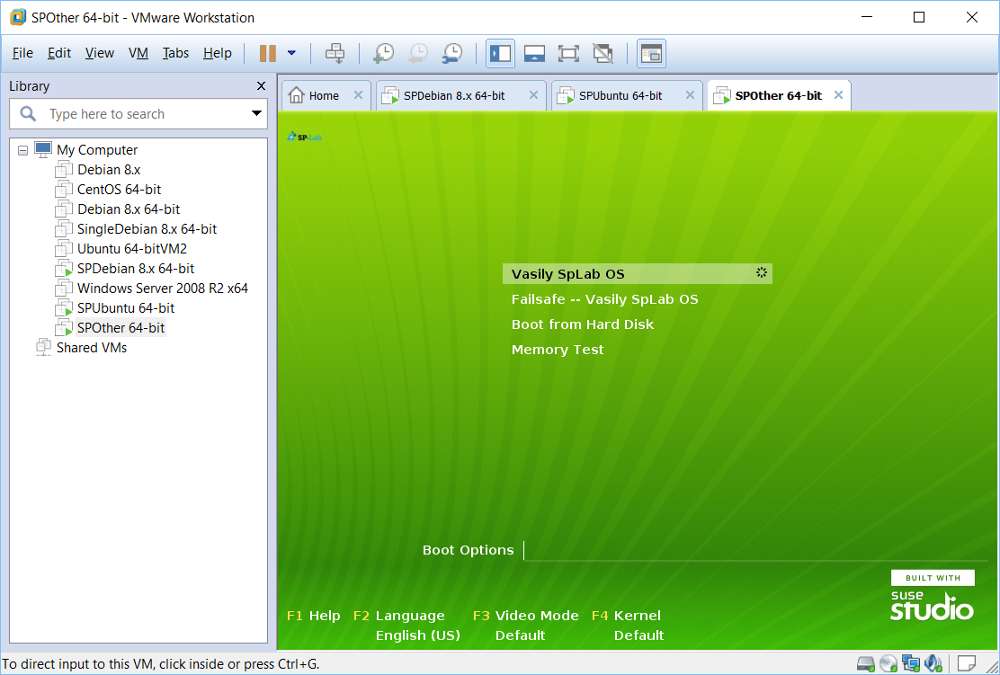 SPOther 64-bit - VMware Workstation
File Edit View VM Tabs Help
Library
Type here to search
My Computer
Debian 8.x
CentOS 64-bit
Debian 8.x 64-bit
SingleDebian 8.x 64-bit
Ubuntu 64-bitVM2
SPDebian 8.x 64-bit
Windows Server 2008 R2 x64
SPUbuntu 64-bit
SPOther 64-bit
Shared VMs
Home SPDebian 8.x 64-bit SPUbuntu 64-bit SPOther 64-bit
SP-Lab
Vasily SpLab OS
Failsafe -- Vasily SpLab OS
Boot from Hard Disk
Memory Test
Boot Options
BUILT WITH
suse
studio
F1 Help F2 Language F3 Video Mode F4 Kernel
English (US) Default Default
To direct input to this VM, click inside or press Ctrl+G.